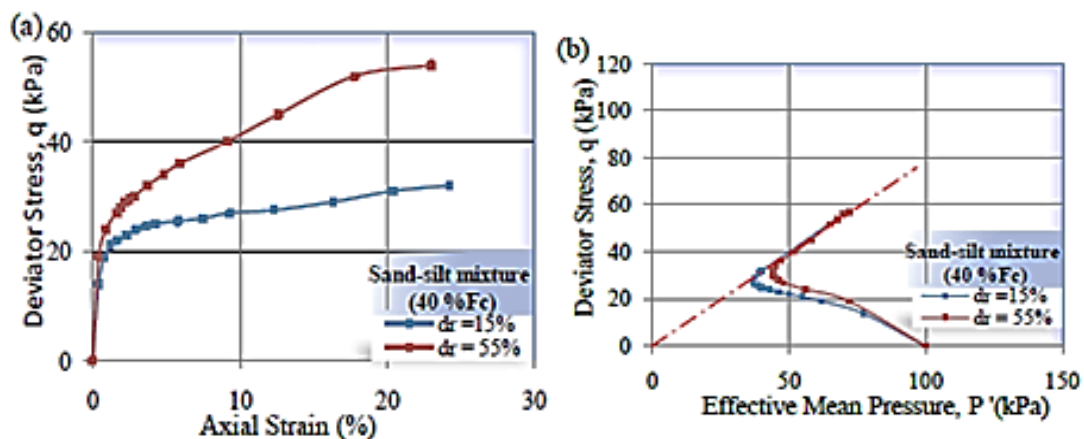 (a)
60
40
20
0
Deviator Stress, q (kPa)
Sand-silt mixture
(40 %Fc)
dr =15%
dr = 55%
0 10 20 30
Axial Strain (%)
(b)
120
100
80
60
40
20
0
Deviator Stress, q (kPa)
Sand-silt mixture
(40 %Fc)
dr =15%
dr = 55%
0 50 100 150
Effective Mean Pressure, P '(kPa)